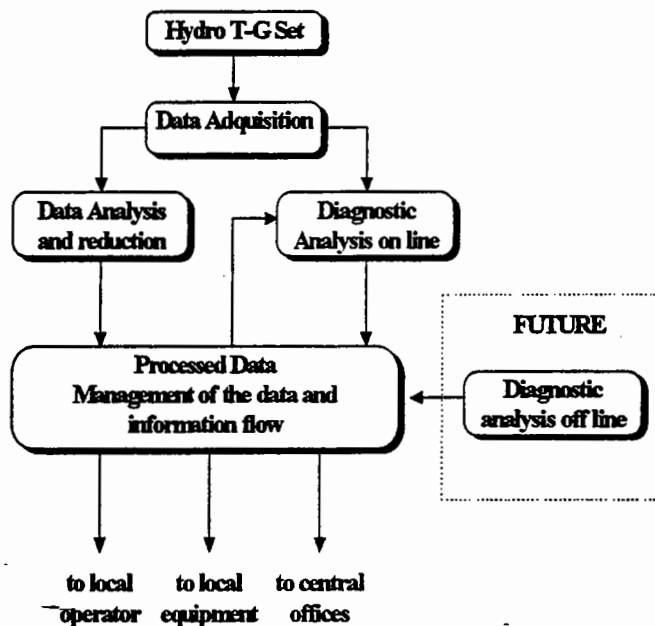 Hydro T-G Set
Data Adquisition
Data Analysis
and reduction
Diagnostic
Analysis on line
FUTURE
Processed Data
Management of the data and
information flow
Diagnostic
analysis off line
to local
operator
to local
equipment
to central
offices